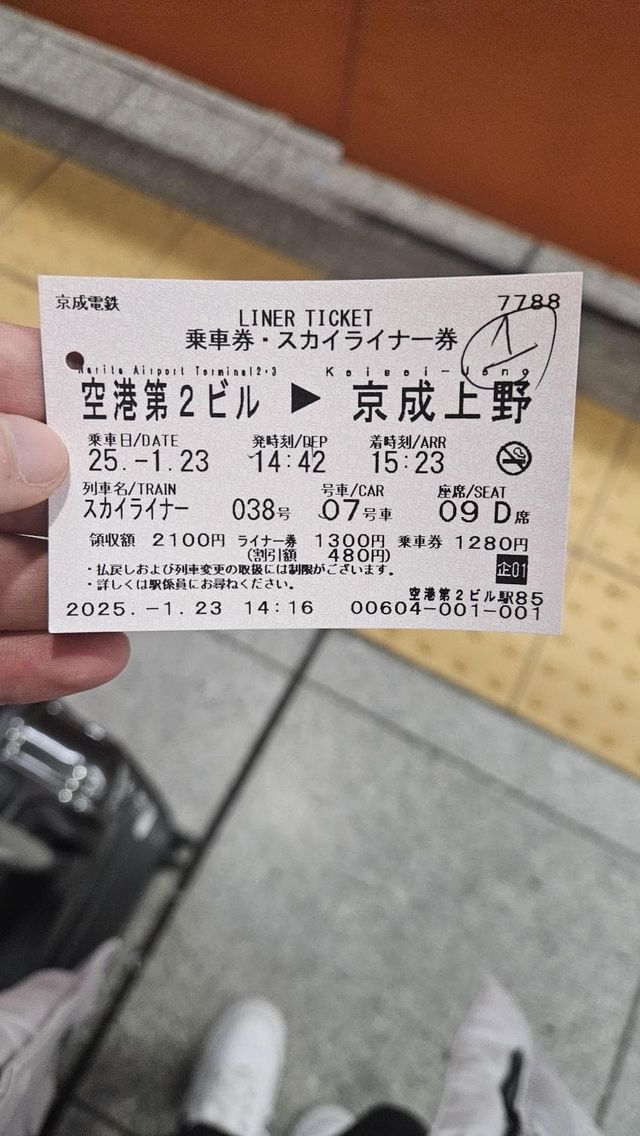 京成電鉄 7788
LINER TICKET
乗車券・スカイライナー券
Narita Airport Terminal2・3 Keisei-Ueno
空港第2ビル ▶ 京成上野
乗車日/DATE 発時刻/DEP 着時刻/ARR
25.-1.23 14:42 15:23
列車名/TRAIN 号車/CAR 座席/SEAT
スカイライナー 038号 07号車 09 D席
領収額 2100円 ライナー券 1300円 乗車券 1280円
(割引額 480円)
企01
・払戻しおよび列車変更の取扱には制限がございます。
・詳しくは駅係員にお尋ねください。
空港第2ビル駅85
2025.-1.23 14:16 00604-001-001